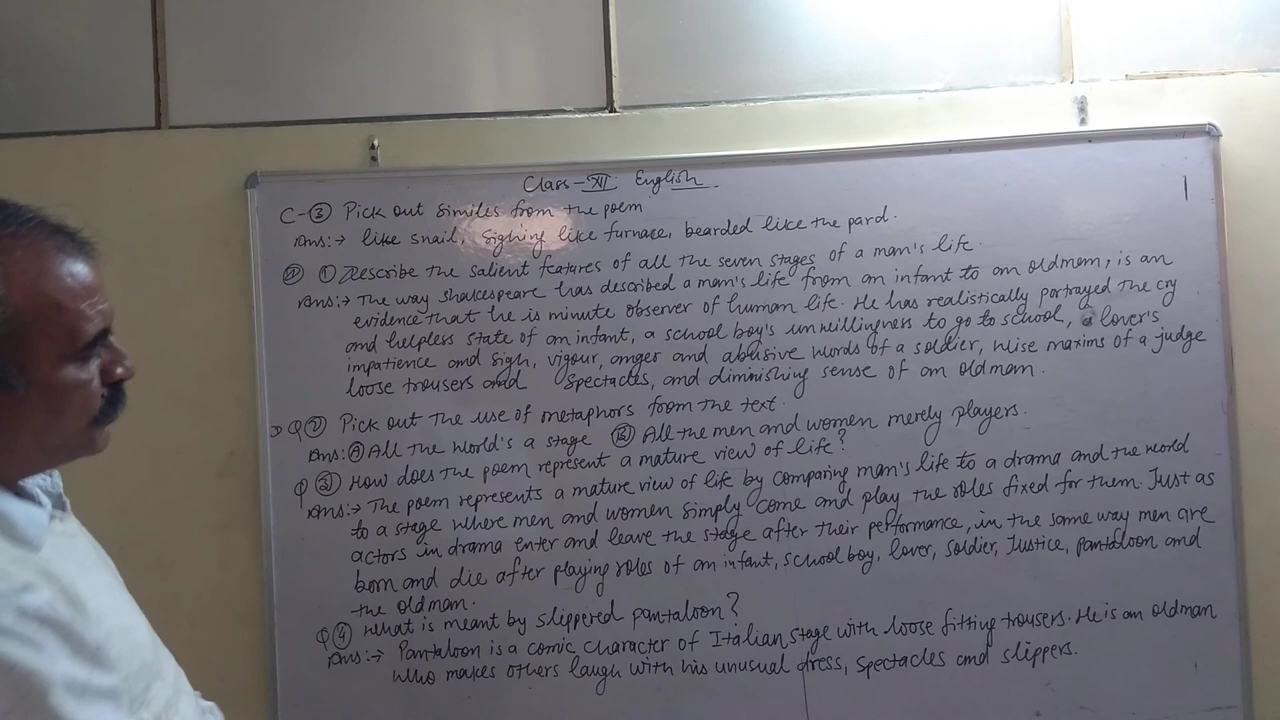 Class-XII English
C-③ Pick out similes from the poem
Ans:→ like snail, sighing like furnace, bearded like the pard.
① Describe the salient features of all the seven stages of a man's life.
Ans:→ The way shakespeare has described a man's life from an infant to an oldman, is an
evidence that he is minute observer of human life. He has realistically portrayed the cry
and helpless state of an infant, a school boy's unwillingness to go to school, a lover's
impatience and sigh, vigour, anger and abusive words of a soldier, wise maxims of a judge
loose trousers and spectacles, and diminishing sense of an oldman.
Q② Pick out the use of metaphors from the text.
Ans: Ⓐ All the world's a stage Ⓑ All the men and women merely players.
Q ③ How does the poem represent a mature view of life?
Ans:→ The poem represents a mature view of life by comparing man's life to a drama and the world
to a stage where men and women simply come and play the roles fixed for them. Just as
actors in drama enter and leave the stage after their performance, in the same way men are
born and die after playing roles of an infant, school boy, lover, soldier, Justice, pantaloon and
the oldman.
Q④ What is meant by slippered pantaloon?
Ans:→ Pantaloon is a comic character of Italian stage with loose fitting trousers. He is an oldman
who makes others laugh with his unusual dress, spectacles and slippers.